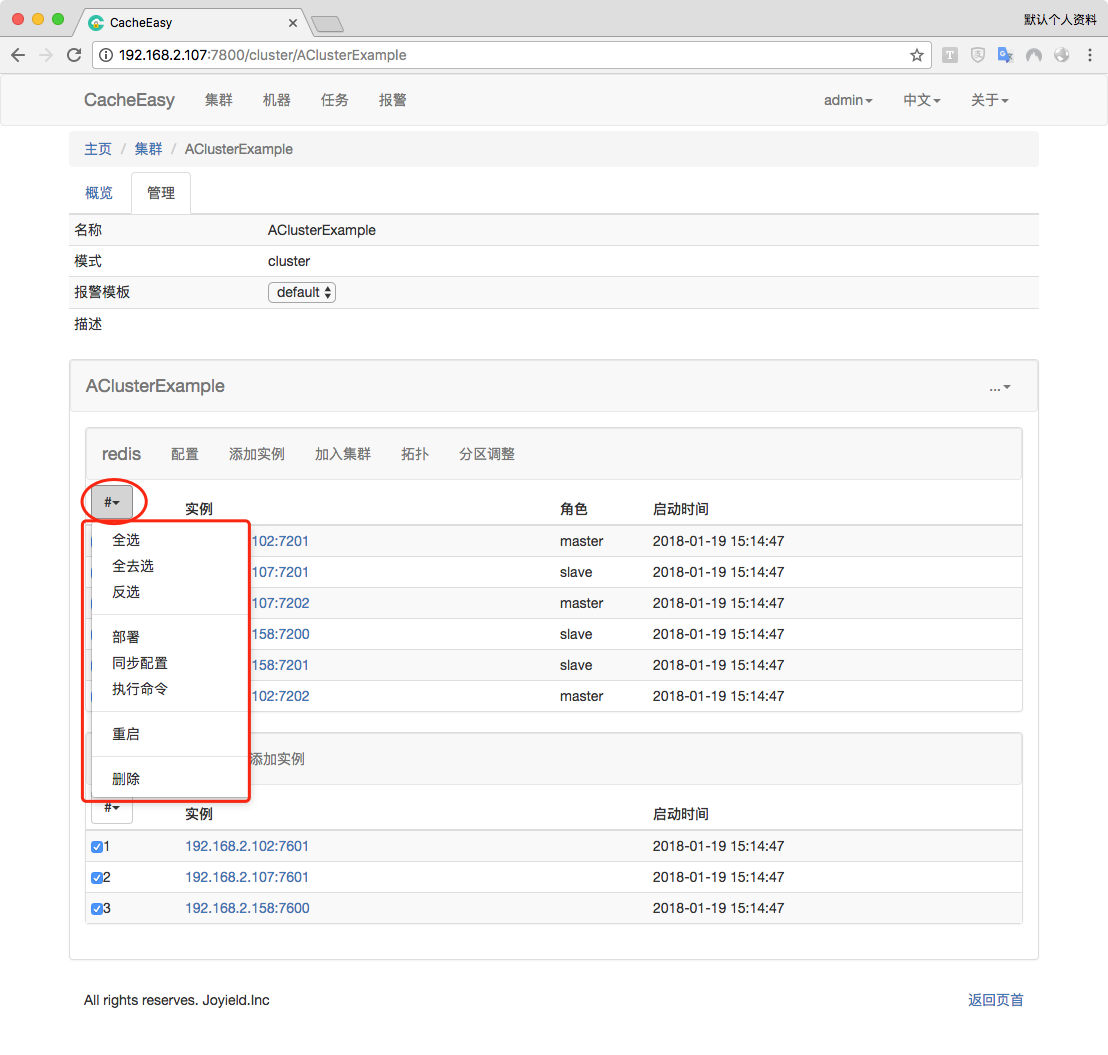 CacheEasy
默认个人资料
192.168.2.107:7800/cluster/AClusterExample
CacheEasy 集群 机器 任务 报警 admin 中文 关于
主页 / 集群 / AClusterExample
概览 管理
名称 AClusterExample
模式 cluster
报警模板 default
描述
AClusterExample ...
redis 配置 添加实例 加入集群 拓扑 分区调整
# 实例 角色 启动时间
102:7201 master 2018-01-19 15:14:47
107:7201 slave 2018-01-19 15:14:47
107:7202 master 2018-01-19 15:14:47
158:7200 slave 2018-01-19 15:14:47
158:7201 slave 2018-01-19 15:14:47
102:7202 master 2018-01-19 15:14:47
全选
全去选
反选
部署
同步配置
执行命令
重启
删除
添加实例
# 实例 启动时间
1 192.168.2.102:7601 2018-01-19 15:14:47
2 192.168.2.107:7601 2018-01-19 15:14:47
3 192.168.2.158:7600 2018-01-19 15:14:47
All rights reserves. Joyield.Inc 返回页首